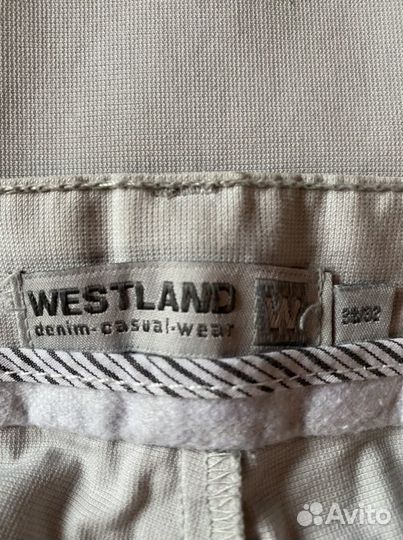 WESTLAND
denim-casual-wear
W
Avito